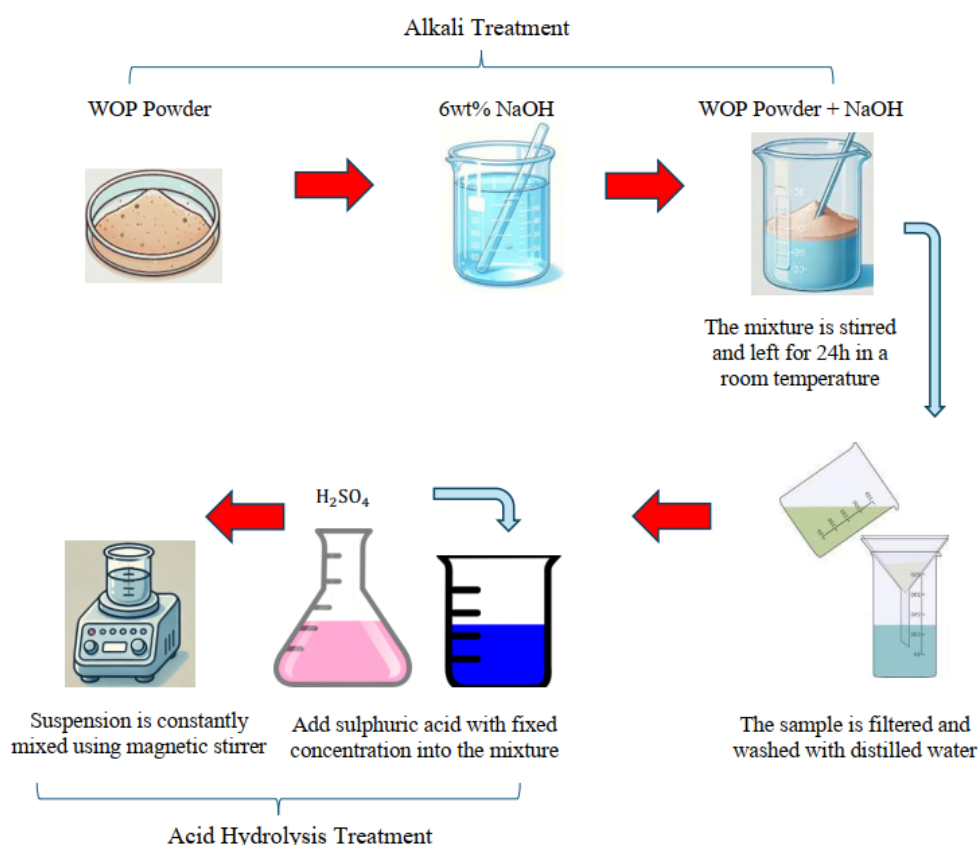 Alkali Treatment
WOP Powder
6wt% NaOH
WOP Powder + NaOH
The mixture is stirred
and left for 24h in a
room temperature
H₂SO₄
Suspension is constantly
mixed using magnetic stirrer
Add sulphuric acid with fixed
concentration into the mixture
The sample is filtered and
washed with distilled water
Acid Hydrolysis Treatment